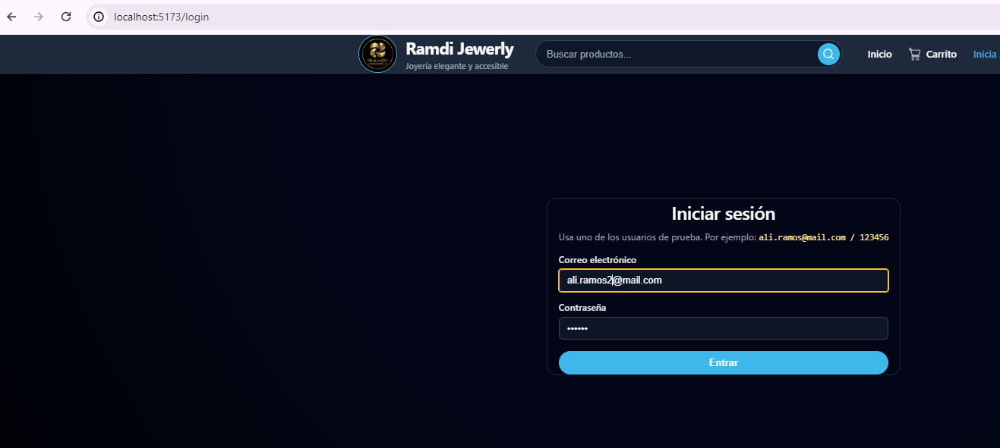 localhost:5173/login
RAMDI
Ramdi Jewerly
Joyería elegante y accesible
Buscar productos...
Inicio
Carrito
Inicia
Iniciar sesión
Usa uno de los usuarios de prueba. Por ejemplo: ali.ramos@mail.com / 123456
Correo electrónico
ali.ramos2@mail.com
Contraseña
••••••
Entrar